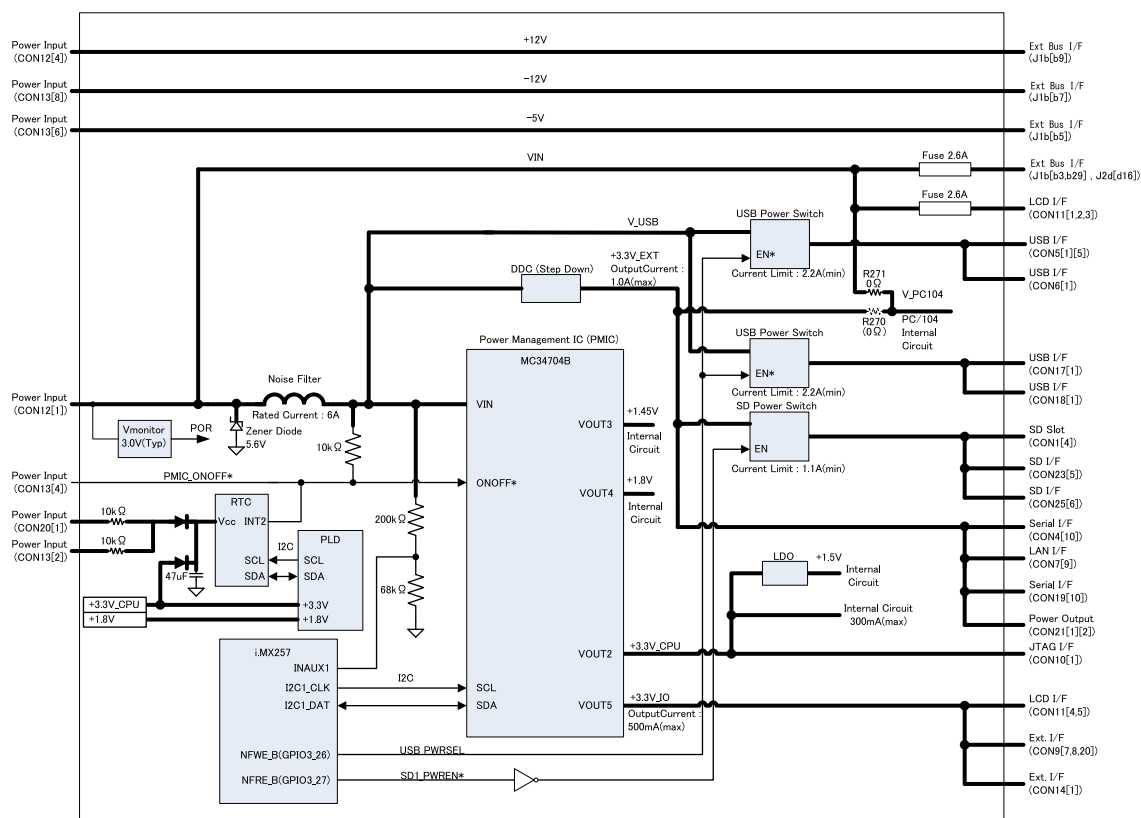 Power Input
(CON12[4])
+12V
Ext Bus I/F
(J1b[b9])
Power Input
(CON13[8])
-12V
Ext Bus I/F
(J1b[b7])
Power Input
(CON13[6])
-5V
Ext Bus I/F
(J1b[b5])
VIN
Fuse 2.6A
Ext Bus I/F
(J1b[b3,b29] , J2d[d16])
Fuse 2.6A
LCD I/F
(CON11[1,2,3])
V_USB
USB Power Switch
EN*
Current Limit : 2.2A(min)
USB I/F
(CON5[1][5])
USB I/F
(CON6[1])
DDC (Step Down)
+3.3V_EXT
OutputCurrent :
1.0A(max)
R271
0Ω
V_PC104
R270
(0Ω)
PC/104
Internal
Circuit
Power Management IC (PMIC)
MC34704B
USB Power Switch
EN*
Current Limit : 2.2A(min)
USB I/F
(CON17[1])
USB I/F
(CON18[1])
Power Input
(CON12[1])
Noise Filter
Rated Current : 6A
Zener Diode
5.6V
Vmonitor
3.0V(Typ)
POR
10kΩ
VIN
VOUT3
+1.45V
Internal
Circuit
SD Power Switch
EN
Current Limit : 1.1A(min)
SD Slot
(CON1[4])
SD I/F
(CON23[5])
SD I/F
(CON25[6])
Power Input
(CON13[4])
PMIC_ONOFF*
ONOFF*
VOUT4
+1.8V
Internal
Circuit
Power Input
(CON20[1])
10kΩ
Power Input
(CON13[2])
10kΩ
RTC
Vcc
INT2
SCL
SDA
I2C
PLD
SCL
SDA
+3.3V
+1.8V
47uF
+3.3V_CPU
+1.8V
200kΩ
68kΩ
Serial I/F
(CON4[10])
LAN I/F
(CON7[9])
Serial I/F
(CON19[10])
Power Output
(CON21[1][2])
LDO
+1.5V
Internal
Circuit
Internal Circuit
300mA(max)
VOUT2
+3.3V_CPU
JTAG I/F
(CON10[1])
i.MX257
INAUX1
I2C1_CLK
I2C1_DAT
NFWE_B(GPIO3_26)
NFRE_B(GPIO3_27)
I2C
SCL
SDA
VOUT5
+3.3V_IO
OutputCurrent :
500mA(max)
LCD I/F
(CON11[4,5])
Ext. I/F
(CON9[7,8,20])
Ext. I/F
(CON14[1])
USB_PWRSEL
SD1_PWREN*